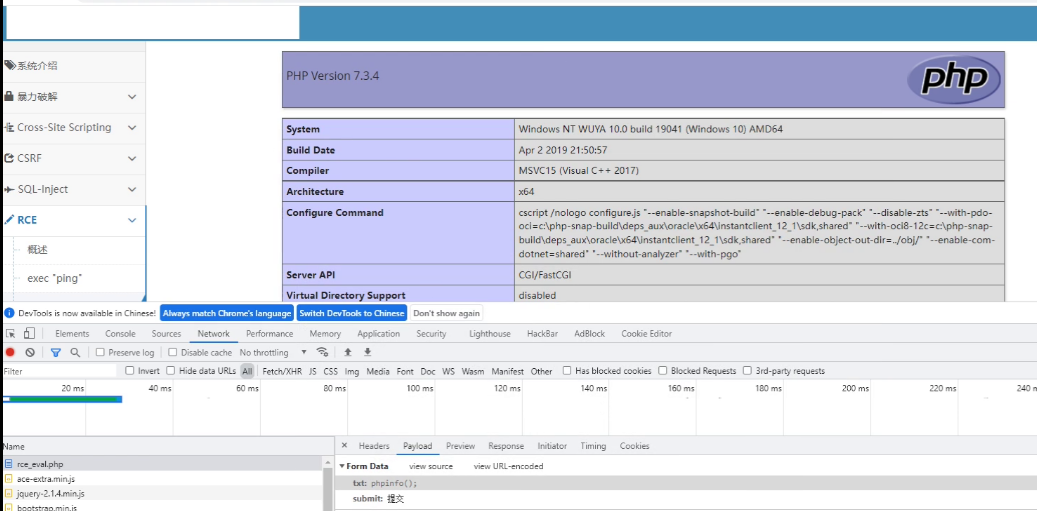 系统介绍
暴力破解
Cross-Site Scripting
CSRF
SQL-Inject
RCE
概述
exec "ping"
PHP Version 7.3.4
php
System Windows NT WUYA 10.0 build 19041 (Windows 10) AMD64
Build Date Apr 2 2019 21:50:57
Compiler MSVC15 (Visual C++ 2017)
Architecture x64
Configure Command cscript /nologo configure.js "--enable-snapshot-build" "--enable-debug-pack" "--disable-zts" "--with-pdo-
oci=c:\php-snap-build\deps_aux\oracle\x64\instantclient_12_1\sdk,shared" "--with-oci8-12c=c:\php-snap-
build\deps_aux\oracle\x64\instantclient_12_1\sdk,shared" "--enable-object-out-dir=../obj/" "--enable-com-
dotnet=shared" "--without-analyzer" "--with-pgo"
Server API CGI/FastCGI
Virtual Directory Support disabled
DevTools is now available in Chinese! Always match Chrome's language Switch DevTools to Chinese Don't show again
Elements Console Sources Network Performance Memory Application Security Lighthouse HackBar AdBlock Cookie Editor
Preserve log Disable cache No throttling
Filter Invert Hide data URLs All Fetch/XHR JS CSS Img Media Font Doc WS Wasm Manifest Other Has blocked cookies Blocked Requests 3rd-party requests
20 ms 40 ms 60 ms 80 ms 100 ms 120 ms 140 ms 160 ms 180 ms 200 ms 220 ms 240 m
Name × Headers Payload Preview Response Initiator Timing Cookies
rce_eval.php
ace-extra.min.js
jquery-2.1.4.min.js
bootstrap.min.js
Form Data view source view URL-encoded
txt: phpinfo();
submit: 提交